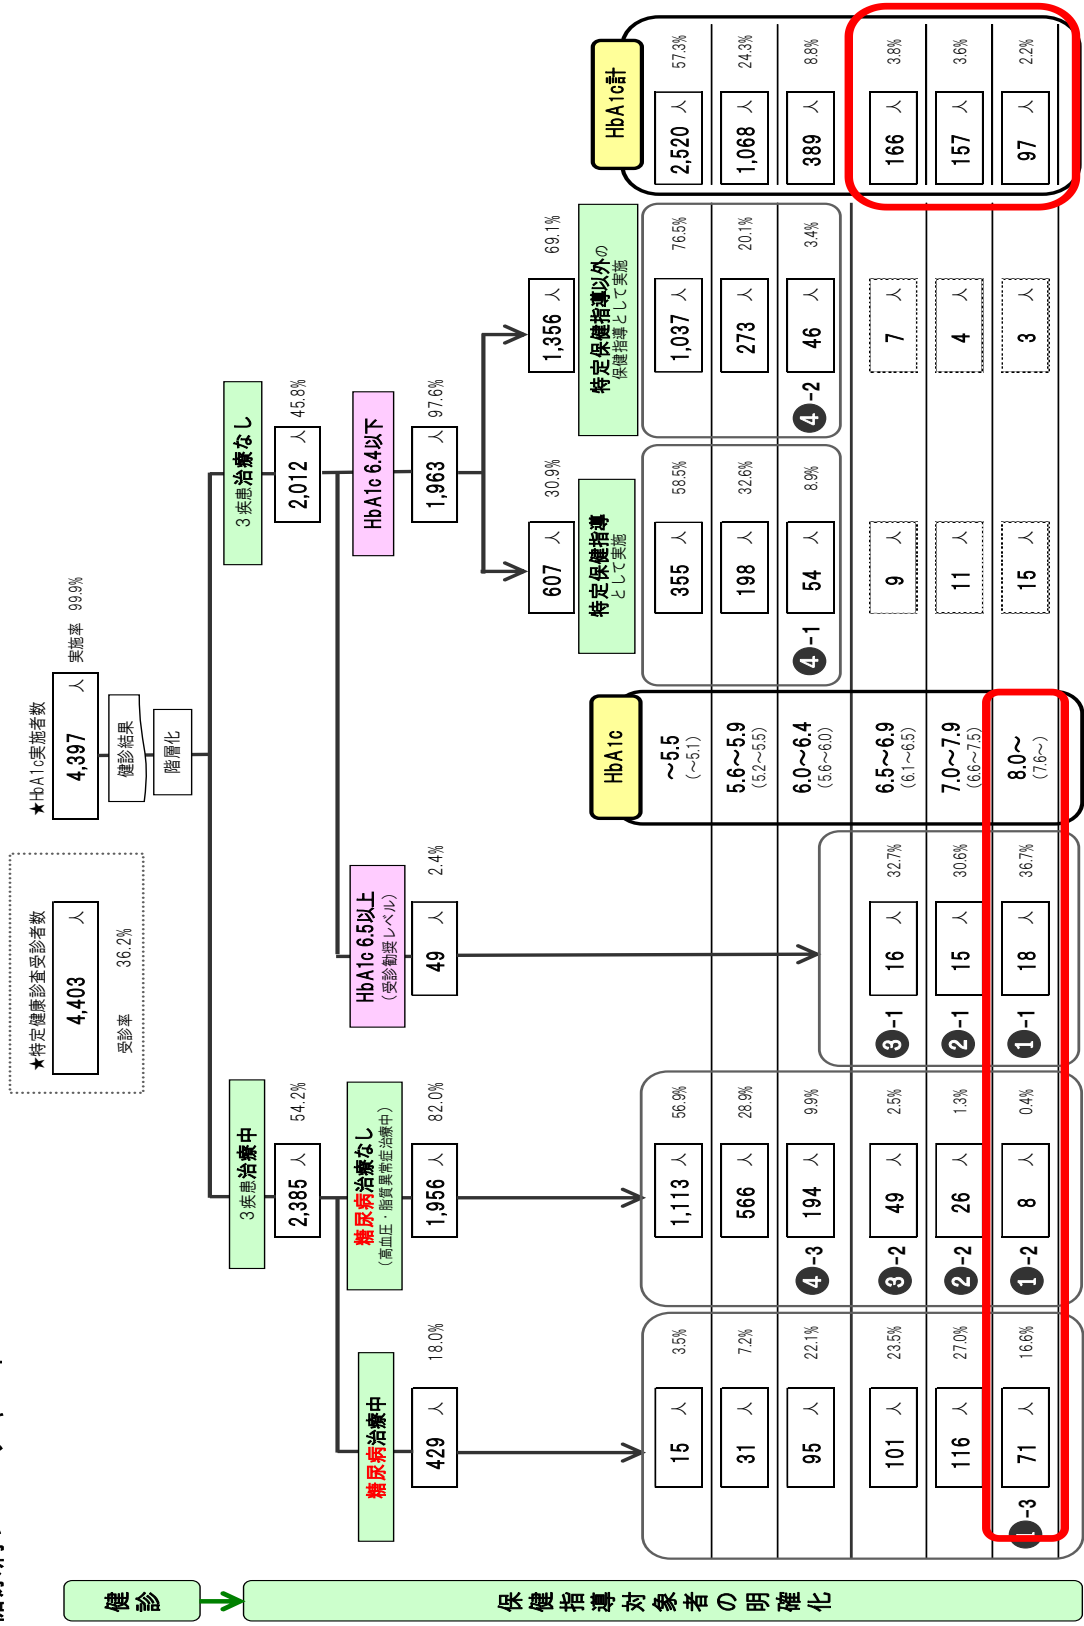 健診
保健指導対象者の明確化
★特定健康診査受診者数
4,403 人
受診率 36.2%
★HbA1c実施者数
4,397 人 実施率 99.9%
健診結果
階層化
3疾患治療中
2,385 人 54.2%
3疾患治療なし
2,012 人 45.8%
糖尿病治療中
429 人 18.0%
糖尿病治療なし
(高血圧・脂質異常症治療中)
1,956 人 82.0%
HbA1c 6.5以上
(受診勧奨レベル)
49 人 2.4%
HbA1c 6.4以下
1,963 人 97.6%
607 人 30.9%
特定保健指導
として実施
1,356 人 69.1%
特定保健指導以外の
保健指導として実施
HbA1c
HbA1c計
15 人 3.5%
1,113 人 56.9%
～5.5
(～5.1)
355 人 58.5%
1,037 人 76.5%
2,520 人 57.3%
31 人 7.2%
566 人 28.9%
5.6～5.9
(5.2～5.5)
198 人 32.6%
273 人 20.1%
1,068 人 24.3%
95 人 22.1%
❹-3 194 人 9.9%
6.0～6.4
(5.6～6.0)
❹-1 54 人 8.9%
❹-2 46 人 3.4%
389 人 8.8%
101 人 23.5%
❸-2 49 人 2.5%
❸-1 16 人 32.7%
6.5～6.9
(6.1～6.5)
9 人
7 人
166 人 3.8%
116 人 27.0%
❷-2 26 人 1.3%
❷-1 15 人 30.6%
7.0～7.9
(6.6～7.5)
11 人
4 人
157 人 3.6%
❶-3 71 人 16.6%
❶-2 8 人 0.4%
❶-1 18 人 36.7%
8.0～
(7.6～)
15 人
3 人
97 人 2.2%